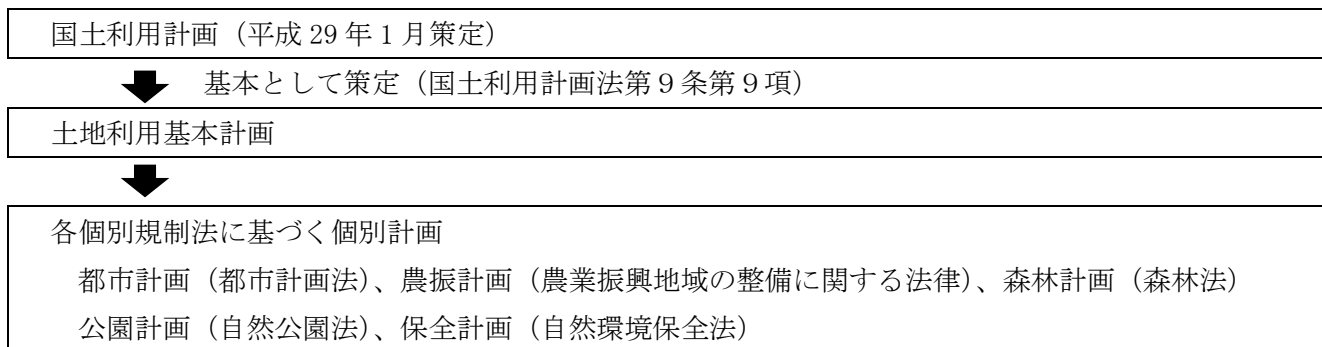 国土利用計画（平成 29 年 1 月策定）
基本として策定（国土利用計画法第９条第９項）
土地利用基本計画
各個別規制法に基づく個別計画
都市計画（都市計画法）、農振計画（農業振興地域の整備に関する法律）、森林計画（森林法）
公園計画（自然公園法）、保全計画（自然環境保全法）